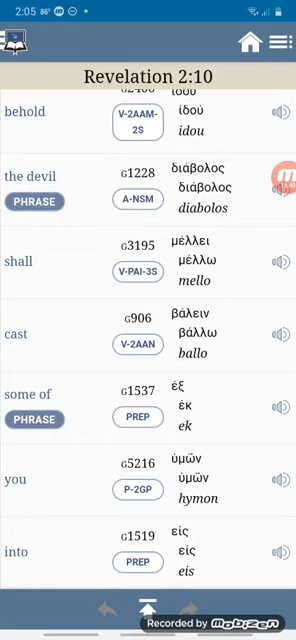 2:05 86°
Revelation 2:10
behold V-2AAM-2S ἰδού idou
the devil G1228 διάβολος
PHRASE A-NSM διάβολος
diabolos
shall G3195 μέλλει
V-PAI-3S μέλλω
mello
cast G906 βάλειν
V-2AAN βάλλω
ballo
some of G1537 ἐξ
PHRASE PREP ἐκ
ek
you G5216 ὑμῶν
P-2GP ὑμῶν
hymon
into G1519 εἰς
PREP εἰς
eis
Recorded by Mobizen